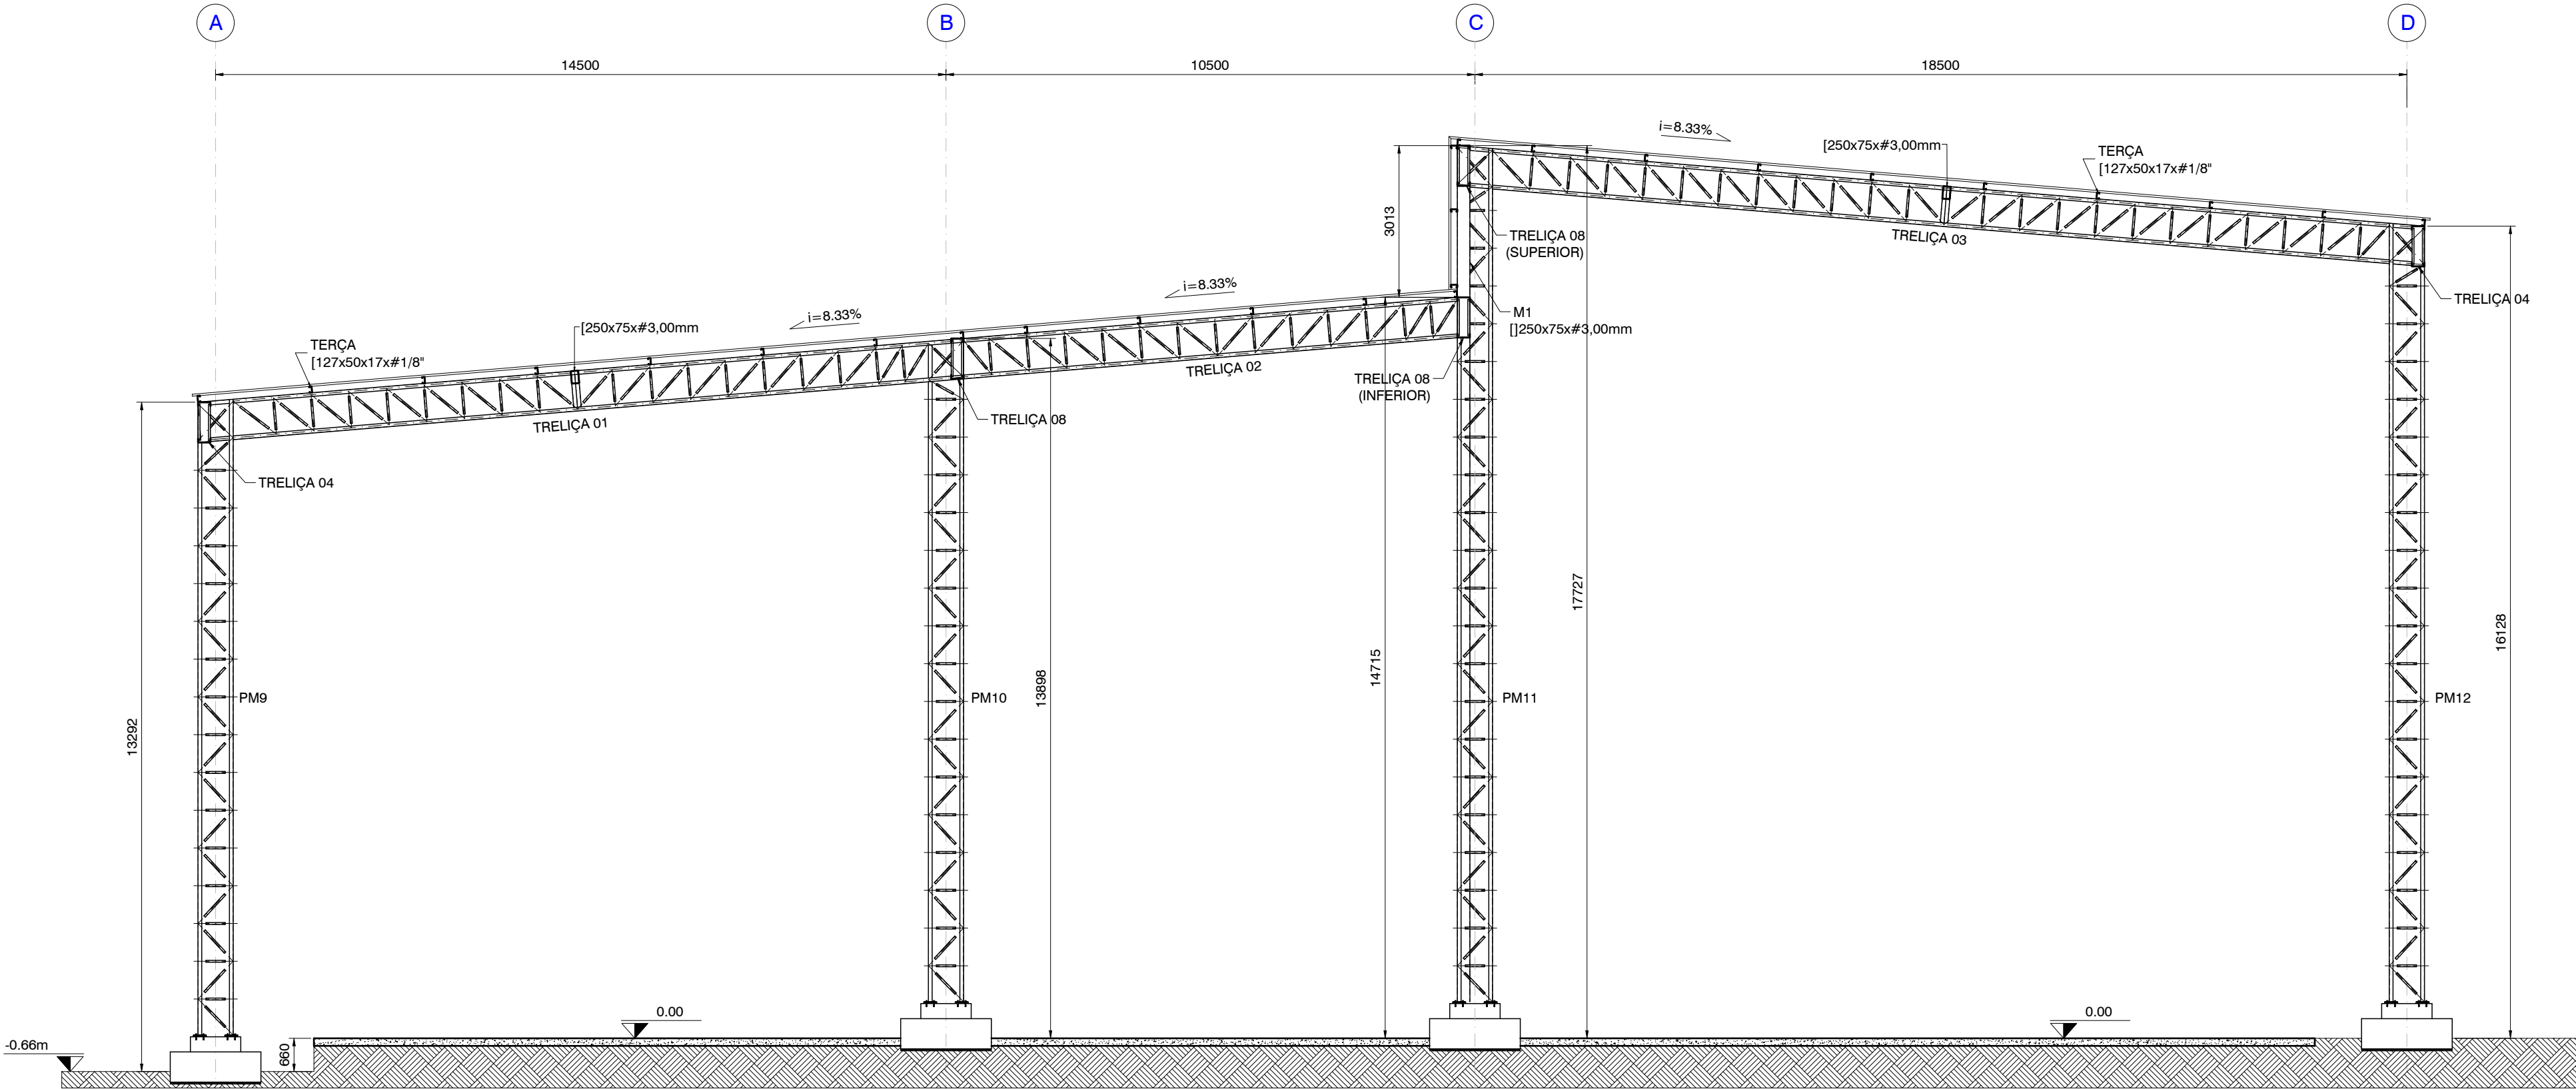 A
B
C
D
14500
10500
18500
i=8.33%
[250x75x#3,00mm
TERÇA
[127x50x17x#1/8"
3013
TRELIÇA 08
(SUPERIOR)
TRELIÇA 03
i=8.33%
TRELIÇA 04
i=8.33%
M1
[]250x75x#3,00mm
[250x75x#3,00mm
TERÇA
[127x50x17x#1/8"
TRELIÇA 02
TRELIÇA 08
(INFERIOR)
TRELIÇA 01
TRELIÇA 08
TRELIÇA 04
17727
16128
14715
13898
13292
PM9
PM10
PM11
PM12
0.00
0.00
-0.66m
660